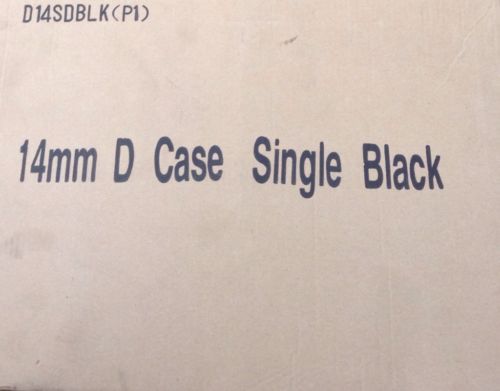 D14SDBLK(P1)
14mm D Case Single Black